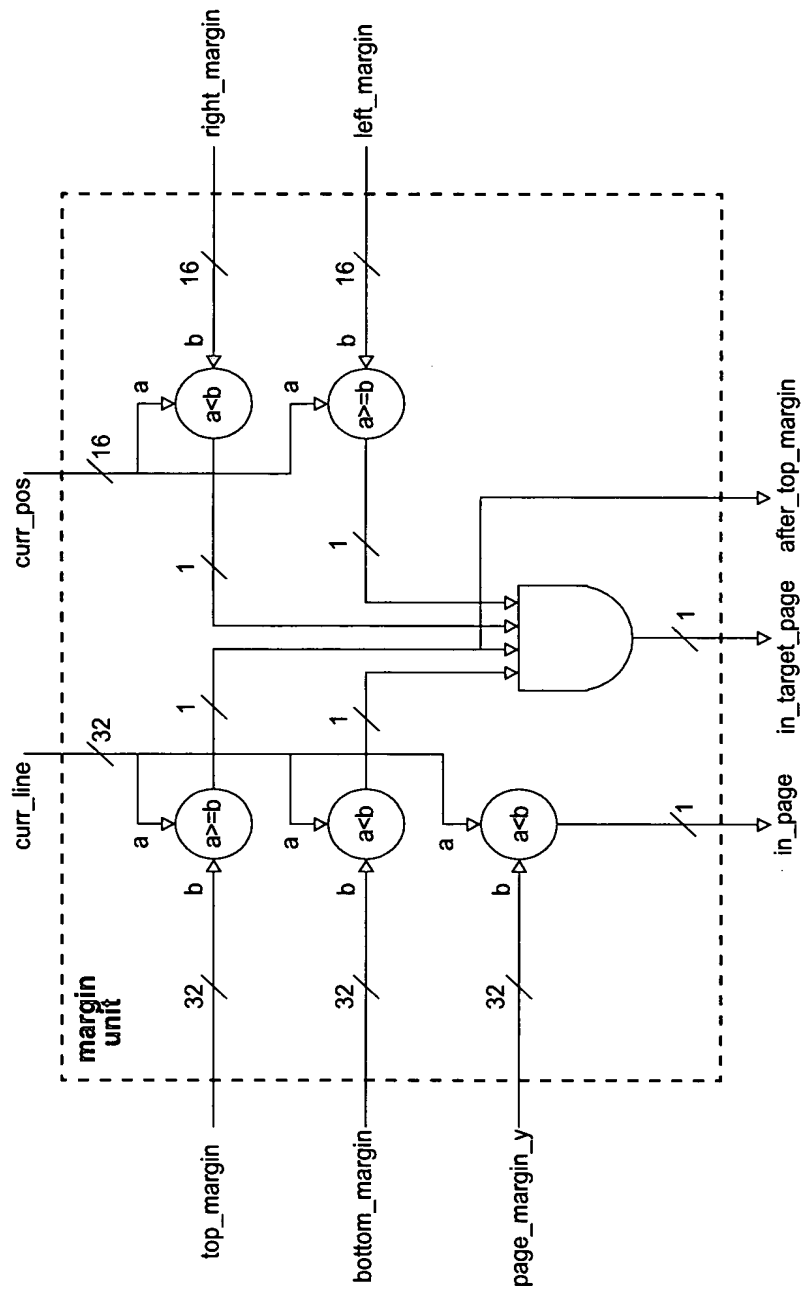 curr_line
curr_pos
margin
unit
32
16
a
a
32
b
1
1
b
16
top_margin
a>=b
a<b
right_margin
a
a
32
b
1
1
b
16
bottom_margin
a<b
a>=b
left_margin
a
32
b
page_margin_y
a<b
1
1
in_page
in_target_page
after_top_margin